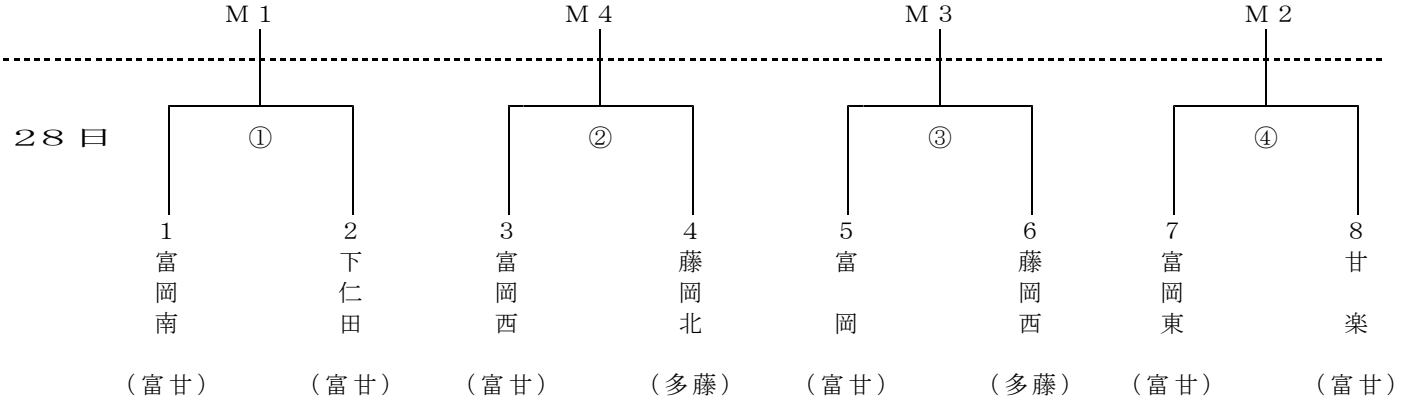 M1 M4 M3 M2
28日 ① ② ③ ④
1 2 3 4 5 6 7 8
富岡南
下仁田
富岡西
藤岡北
富岡
藤岡西
富岡東
甘楽
(富甘) (富甘) (富甘) (多藤) (富甘) (多藤) (富甘) (富甘)